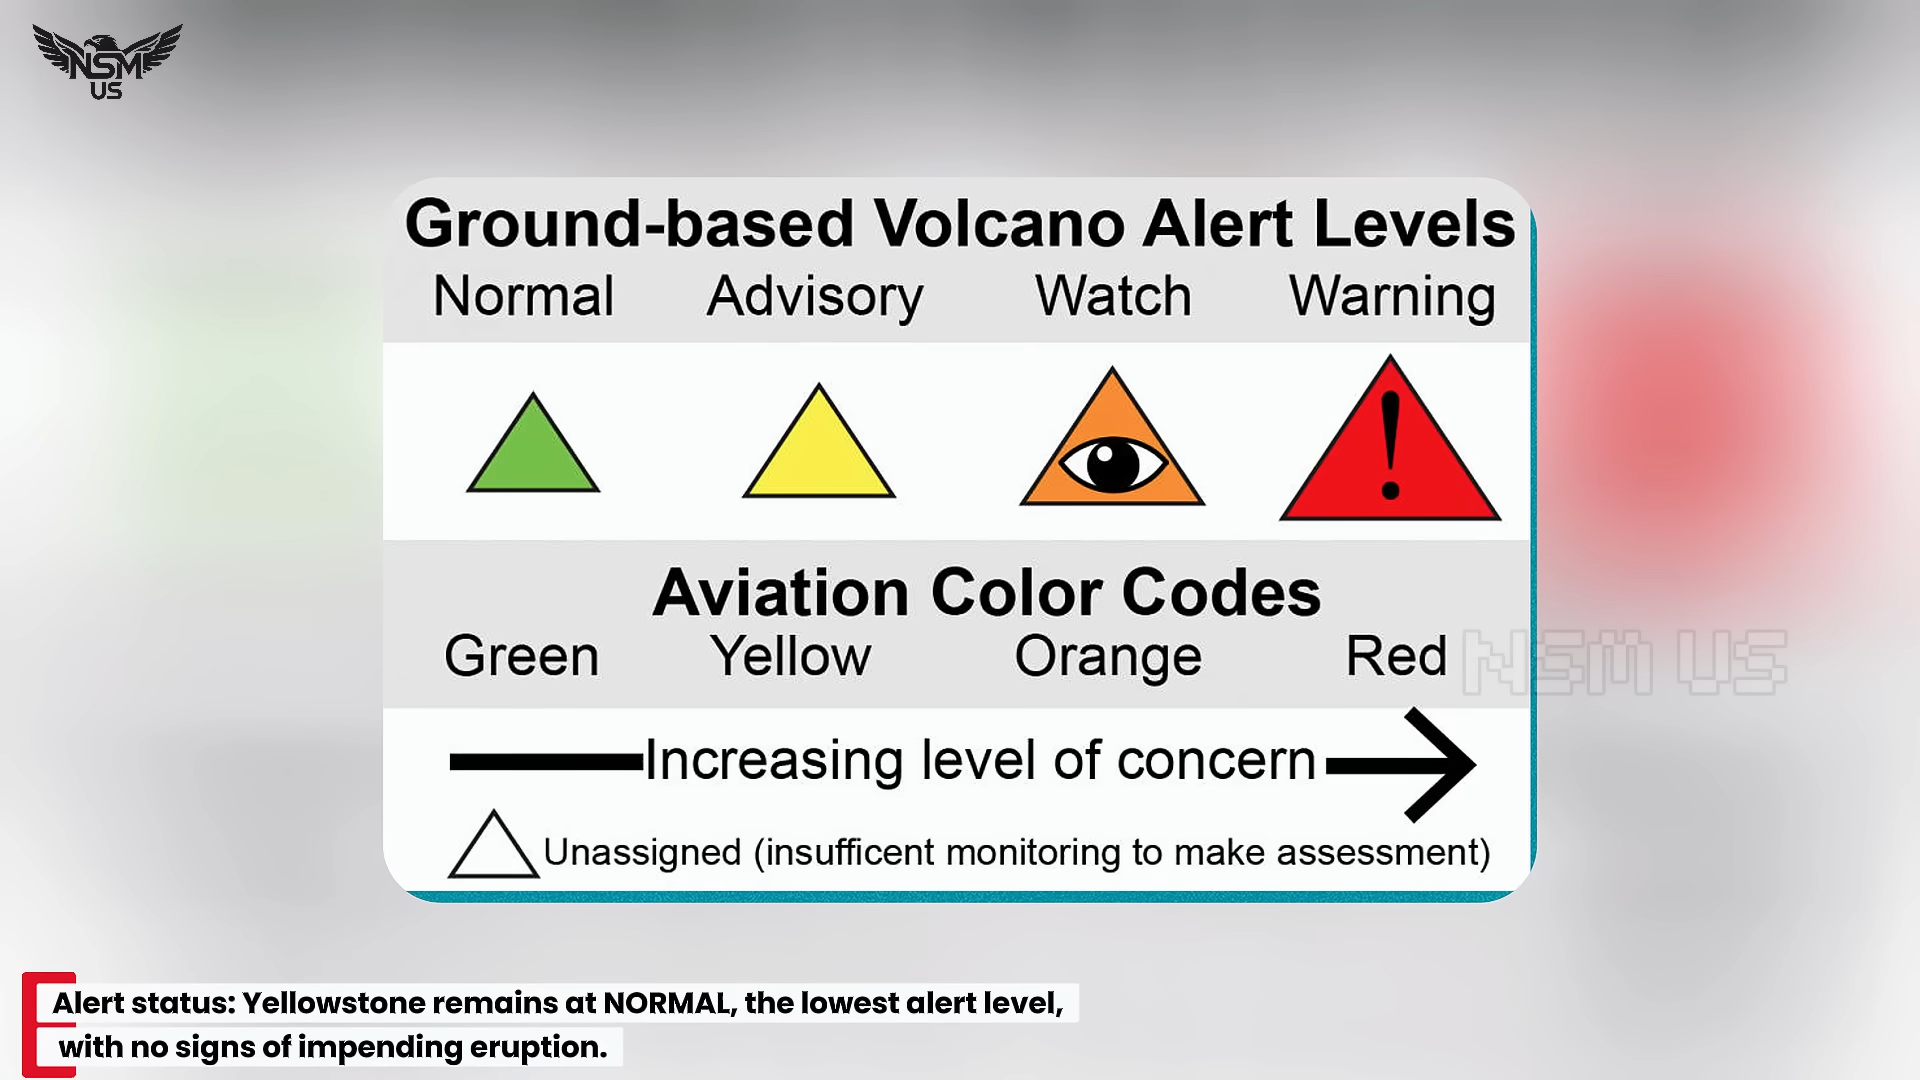 NSM
US
Ground-based Volcano Alert Levels
Normal Advisory Watch Warning
!
Aviation Color Codes
Green Yellow Orange Red
NSM US
Increasing level of concern
Unassigned (insufficent monitoring to make assessment)
Alert status: Yellowstone remains at NORMAL, the lowest alert level,
with no signs of impending eruption.